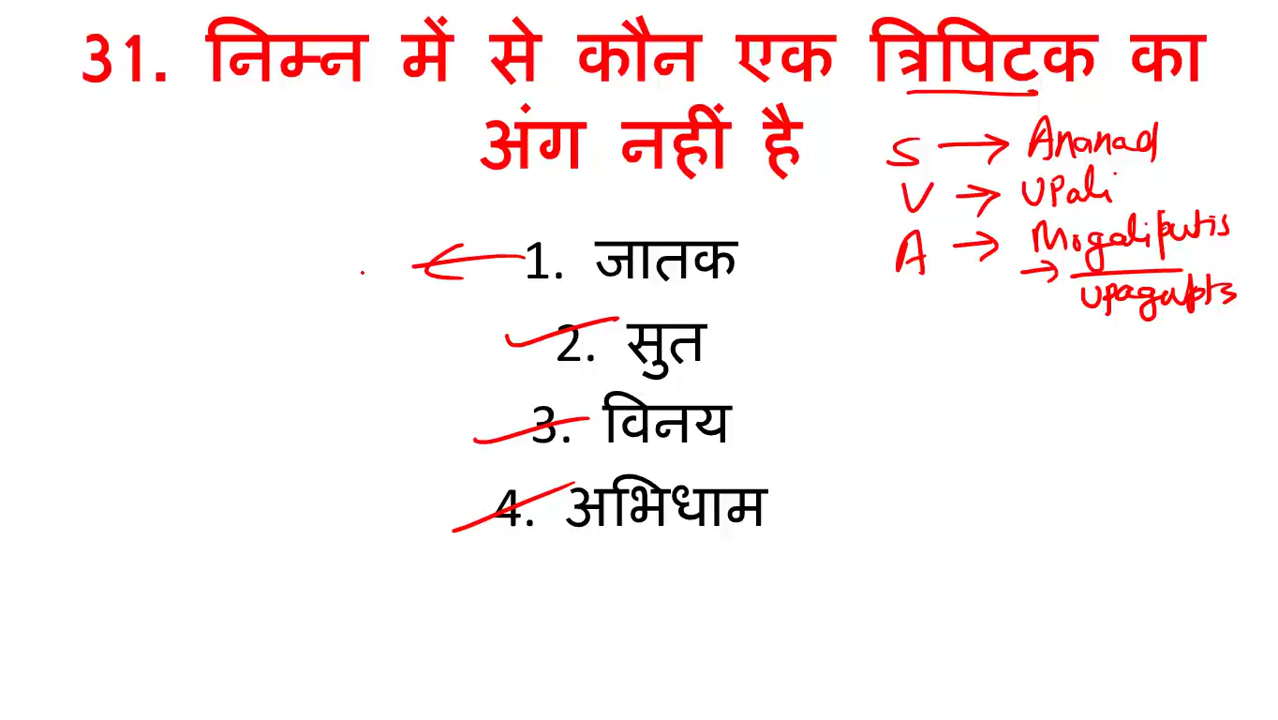 31. निम्न में से कौन एक त्रिपिटक का
अंग नहीं है
S → Ananad
V → UPali
A → Mogaliputis
→ Upagupts
1. जातक
2. सुत
3. विनय
4. अभिधाम